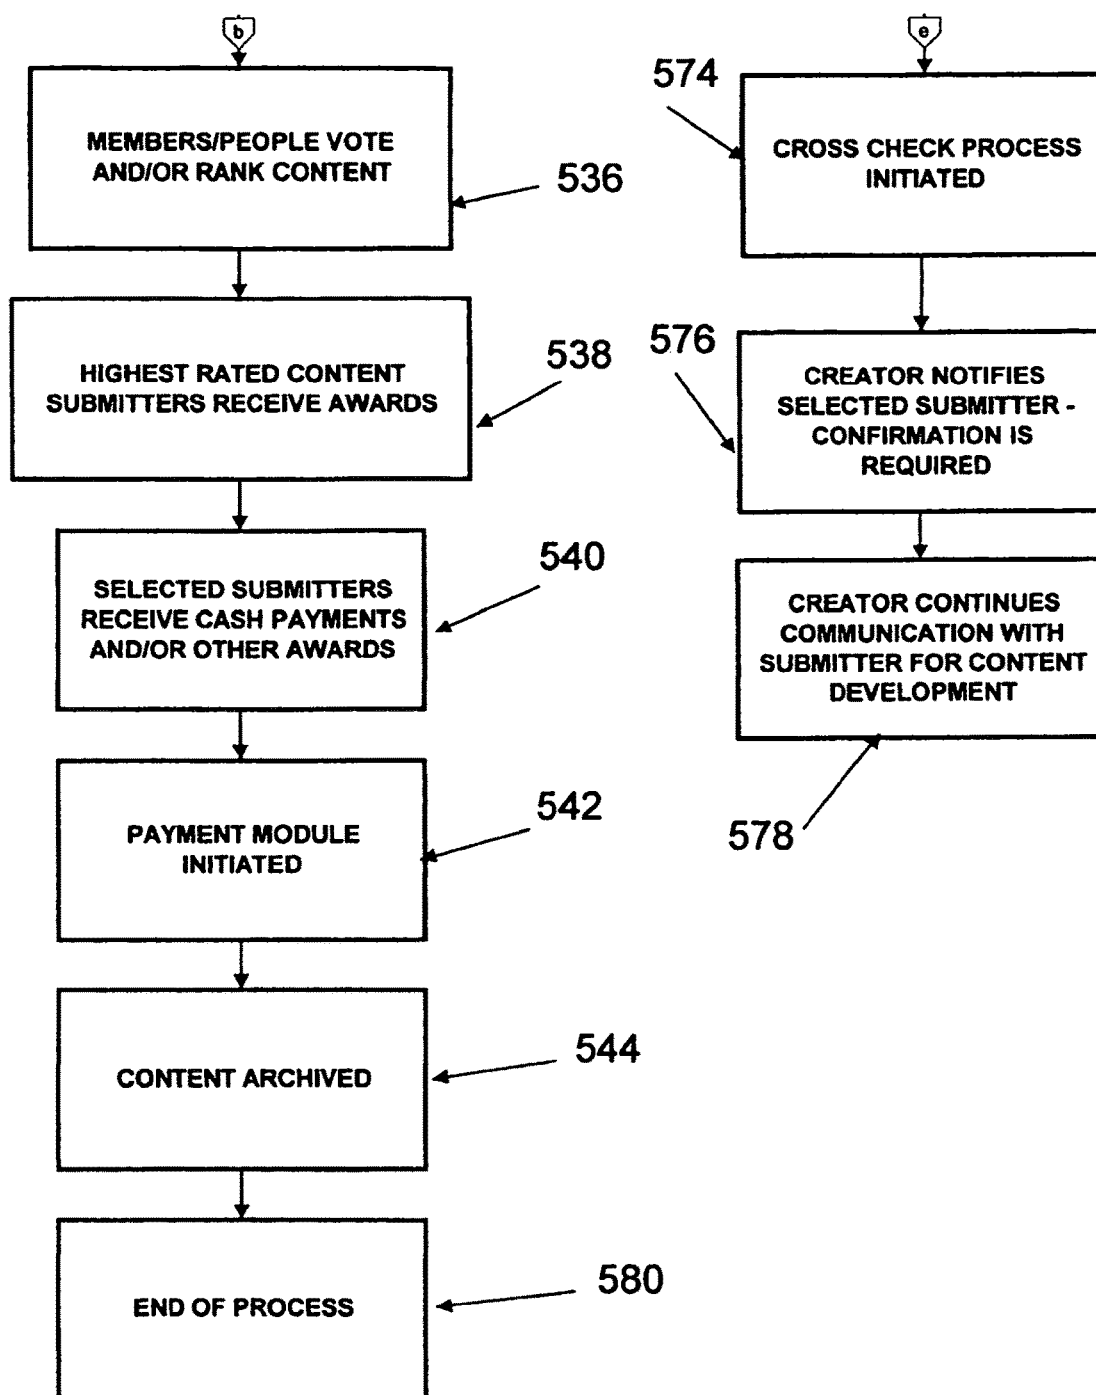 b
MEMBERS/PEOPLE VOTE
AND/OR RANK CONTENT
536
HIGHEST RATED CONTENT
SUBMITTERS RECEIVE AWARDS
538
SELECTED SUBMITTERS
RECEIVE CASH PAYMENTS
AND/OR OTHER AWARDS
540
PAYMENT MODULE
INITIATED
542
CONTENT ARCHIVED
544
END OF PROCESS
580
e
574
CROSS CHECK PROCESS
INITIATED
576
CREATOR NOTIFIES
SELECTED SUBMITTER -
CONFIRMATION IS
REQUIRED
CREATOR CONTINUES
COMMUNICATION WITH
SUBMITTER FOR CONTENT
DEVELOPMENT
578